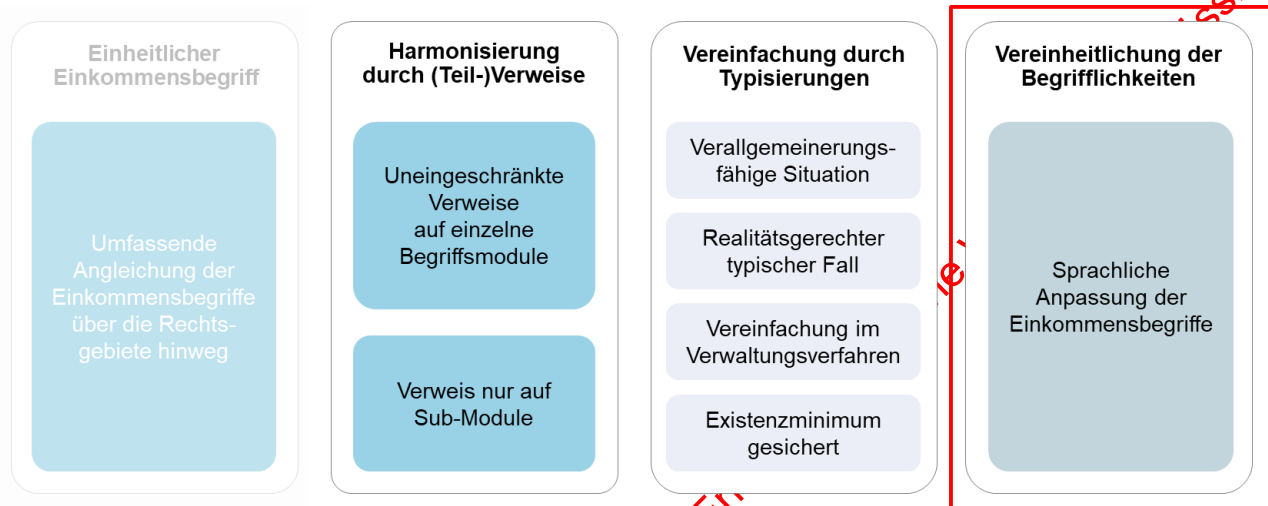 Einheitlicher
Einkommensbegriff
Umfassende
Angleichung der
Einkommensbegriffe
über die Rechts-
gebiete hinweg
Harmonisierung
durch (Teil-)Verweise
Uneingeschränkte
Verweise
auf einzelne
Begriffsmodule
Verweis nur auf
Sub-Module
Vereinfachung durch
Typisierungen
Verallgemeinerungs-
fähige Situation
Realitätsgerechter
typischer Fall
Vereinfachung im
Verwaltungsverfahren
Existenzminimum
gesichert
Vereinheitlichung der
Begrifflichkeiten
Sprachliche
Anpassung der
Einkommensbegriffe